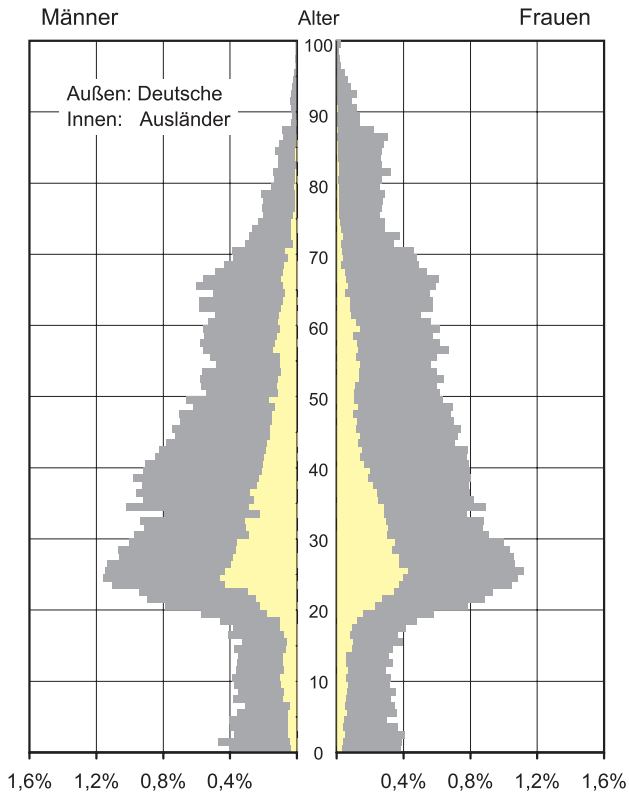 Männer Alter Frauen
100
Außen: Deutsche
90
Innen: Ausländer
80
70
60
50
40
30
20
10
0
1,6% 1,2% 0,8% 0,4% 0,4% 0,8% 1,2% 1,6%